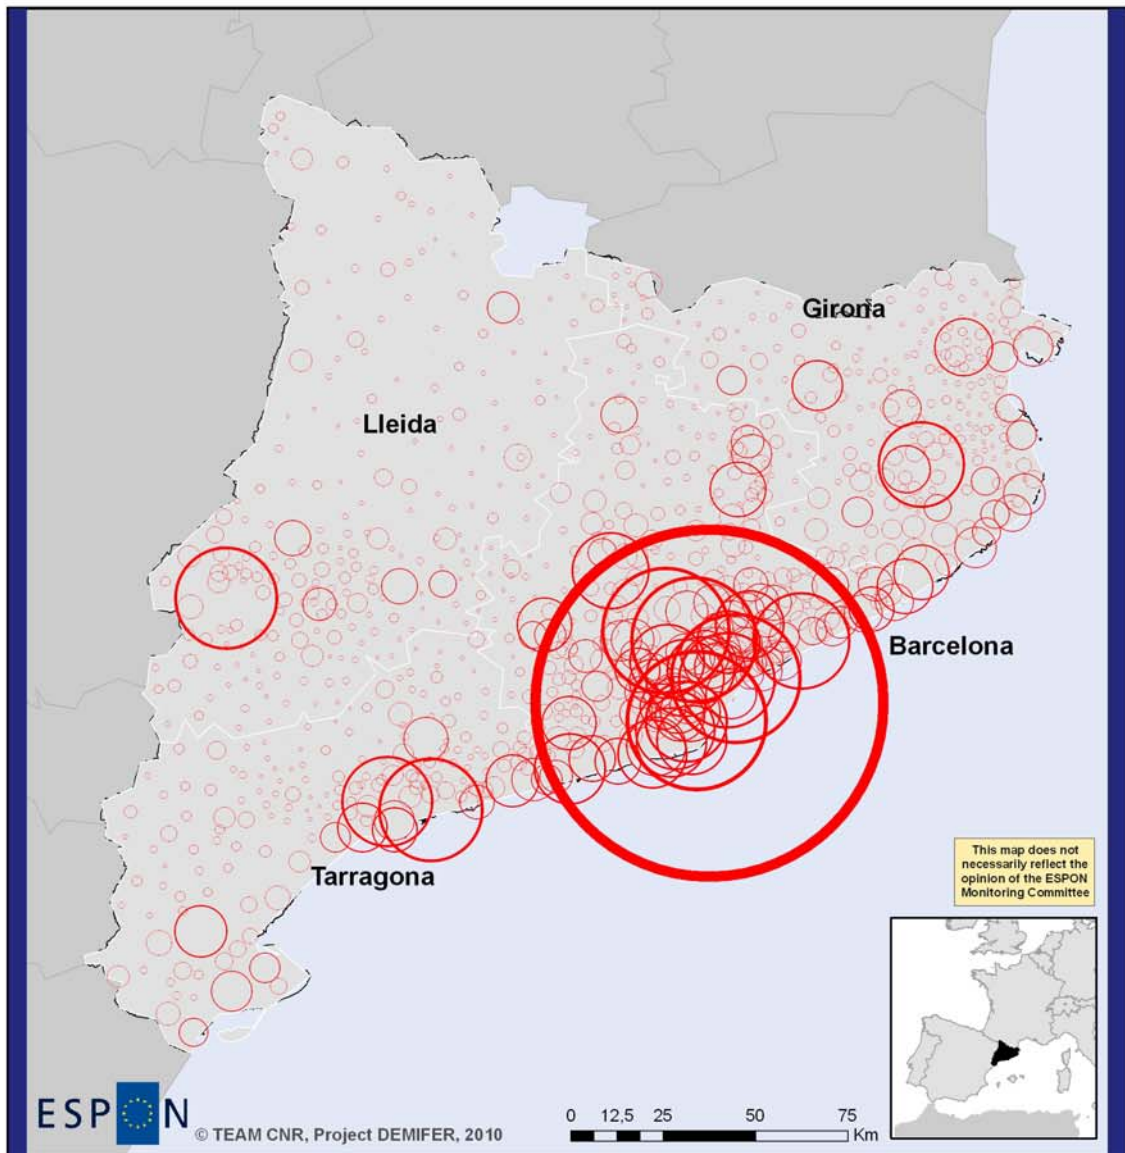 Girona
Lleida
Barcelona
Tarragona
This map does not
necessarily reflect the
opinion of the ESPON
Monitoring Committee
ESPON
© TEAM CNR, Project DEMIFER, 2010
0 12,5 25 50 75
Km